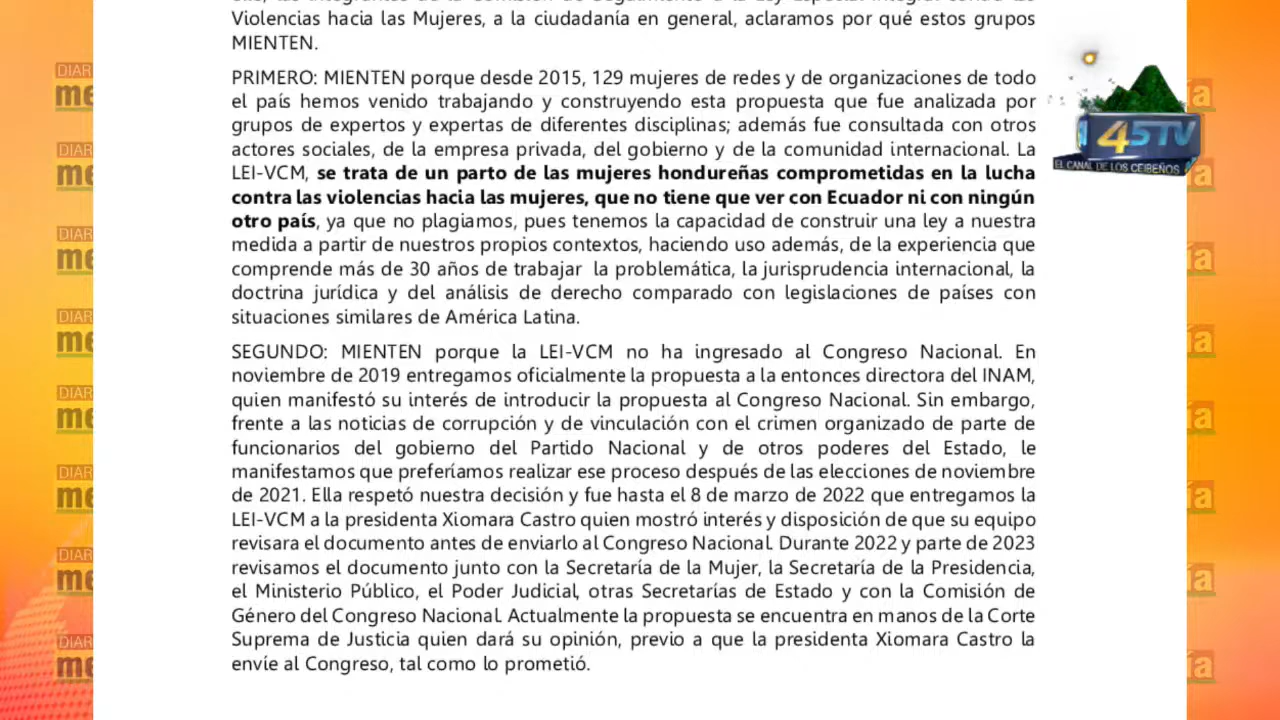 Violencias hacia las Mujeres, a la ciudadanía en general, aclaramos por qué estos grupos
MIENTEN.
PRIMERO: MIENTEN porque desde 2015, 129 mujeres de redes y de organizaciones de todo
el país hemos venido trabajando y construyendo esta propuesta que fue analizada por
grupos de expertos y expertas de diferentes disciplinas; además fue consultada con otros
actores sociales, de la empresa privada, del gobierno y de la comunidad internacional. La
LEI-VCM, se trata de un parto de las mujeres hondureñas comprometidas en la lucha
contra las violencias hacia las mujeres, que no tiene que ver con Ecuador ni con ningún
otro país, ya que no plagiamos, pues tenemos la capacidad de construir una ley a nuestra
medida a partir de nuestros propios contextos, haciendo uso además, de la experiencia que
comprende más de 30 años de trabajar la problemática, la jurisprudencia internacional, la
doctrina jurídica y del análisis de derecho comparado con legislaciones de países con
situaciones similares de América Latina.
SEGUNDO: MIENTEN porque la LEI-VCM no ha ingresado al Congreso Nacional. En
noviembre de 2019 entregamos oficialmente la propuesta a la entonces directora del INAM,
quien manifestó su interés de introducir la propuesta al Congreso Nacional. Sin embargo,
frente a las noticias de corrupción y de vinculación con el crimen organizado de parte de
funcionarios del gobierno del Partido Nacional y de otros poderes del Estado, le
manifestamos que preferíamos realizar ese proceso después de las elecciones de noviembre
de 2021. Ella respetó nuestra decisión y fue hasta el 8 de marzo de 2022 que entregamos la
LEI-VCM a la presidenta Xiomara Castro quien mostró interés y disposición de que su equipo
revisara el documento antes de enviarlo al Congreso Nacional. Durante 2022 y parte de 2023
revisamos el documento junto con la Secretaría de la Mujer, la Secretaría de la Presidencia,
el Ministerio Público, el Poder Judicial, otras Secretarías de Estado y con la Comisión de
Género del Congreso Nacional. Actualmente la propuesta se encuentra en manos de la Corte
Suprema de Justicia quien dará su opinión, previo a que la presidenta Xiomara Castro la
envíe al Congreso, tal como lo prometió.
45TV
EL CANAL DE LOS CEIBEÑOS